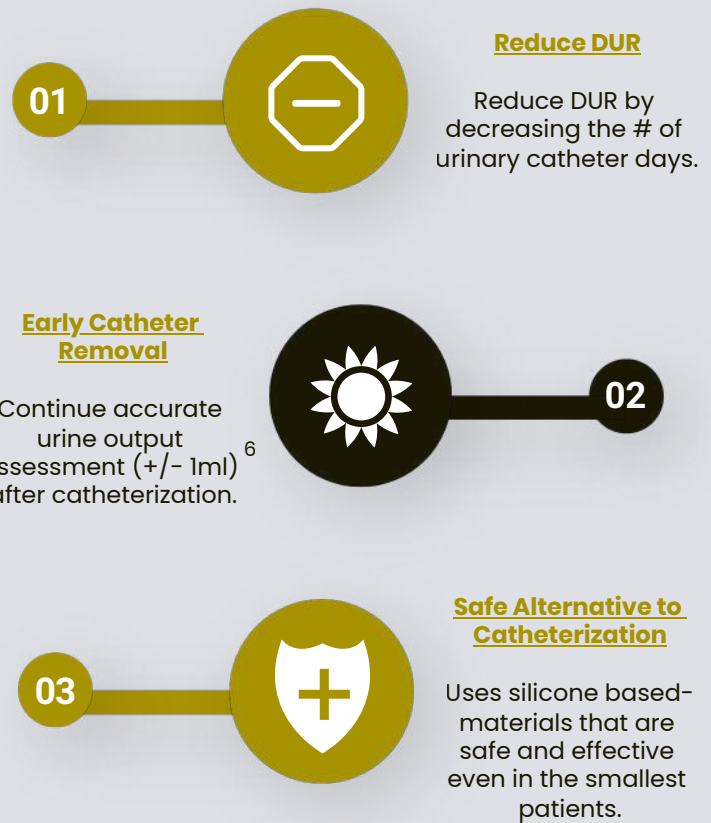 01
Reduce DUR
Reduce DUR by
decreasing the # of
urinary catheter days.
Early Catheter
Removal
Continue accurate
urine output
ssessment (+/- 1ml) 6
after catheterization.
02
03
Safe Alternative to
Catheterization
Uses silicone based-
materials that are
safe and effective
even in the smallest
patients.